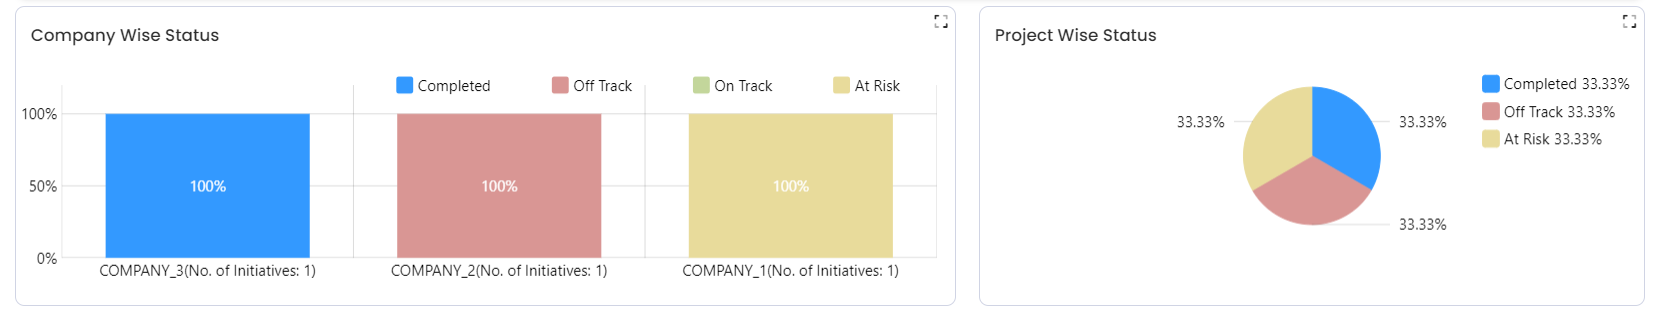 Company Wise Status
Completed Off Track On Track At Risk
100%
50%
0%
100% 100% 100%
COMPANY_3(No. of Initiatives: 1) COMPANY_2(No. of Initiatives: 1) COMPANY_1(No. of Initiatives: 1)
Project Wise Status
33.33% 33.33%
33.33%
Completed 33.33%
Off Track 33.33%
At Risk 33.33%